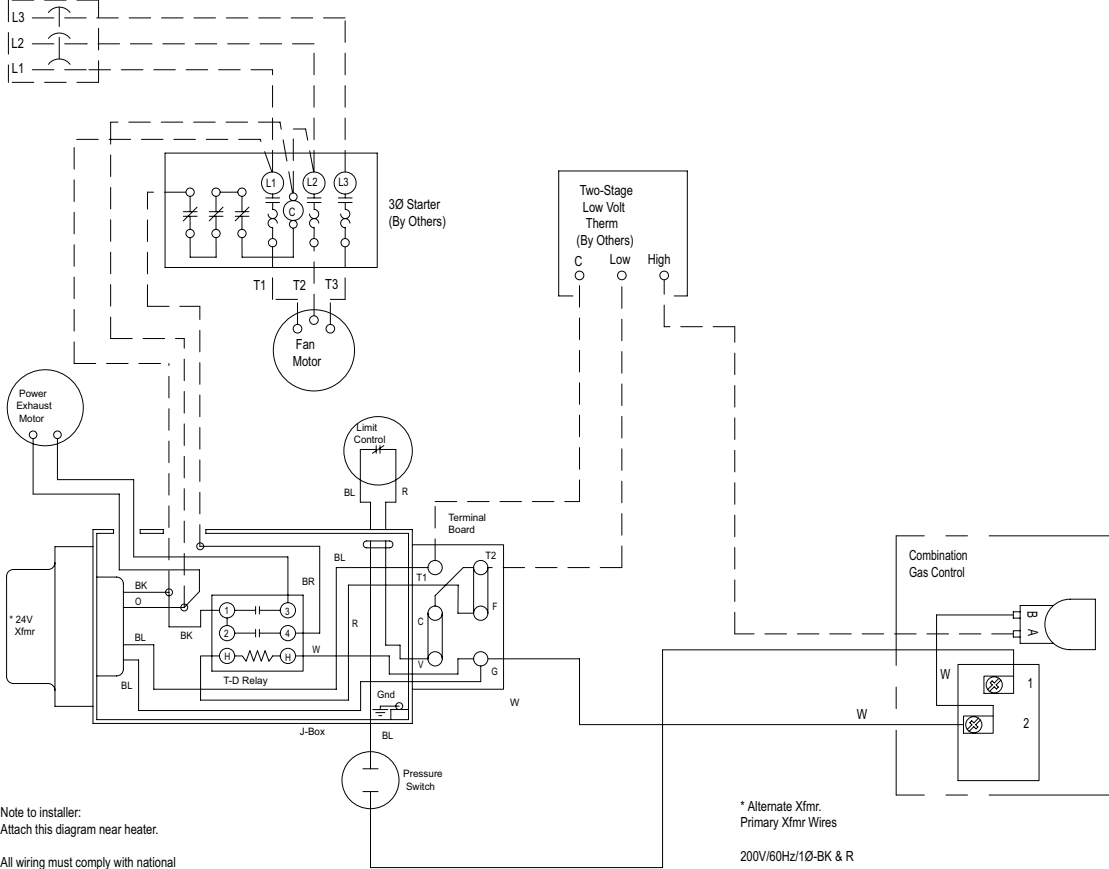 L3
L2
L1
L1
L2
L3
C
3Ø Starter
(By Others)
T1
T2
T3
Fan
Motor
Two-Stage
Low Volt
Therm
(By Others)
C
Low
High
Power
Exhaust
Motor
Limit
Control
BL
R
Terminal
Board
* 24V
Xfmr
BK
O
BK
BL
BL
1
3
2
4
H
H
T-D Relay
BR
W
R
BL
T1
T2
F
C
V
G
Gnd
J-Box
BL
W
Pressure
Switch
Combination
Gas Control
B
A
W
1
2
W
Note to installer:
Attach this diagram near heater.
All wiring must comply with national
* Alternate Xfmr.
Primary Xfmr Wires
200V/60Hz/1Ø-BK & R